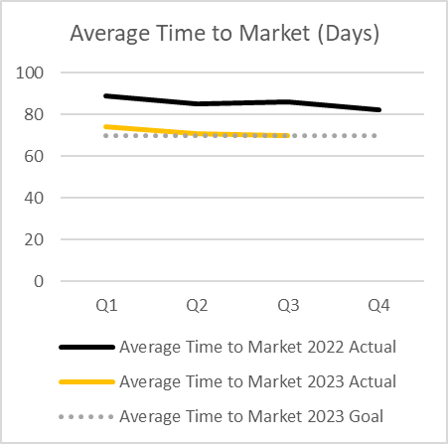 Average Time to Market (Days)
100
80
60
40
20
0
Q1 Q2 Q3 Q4
Average Time to Market 2022 Actual
Average Time to Market 2023 Actual
Average Time to Market 2023 Goal